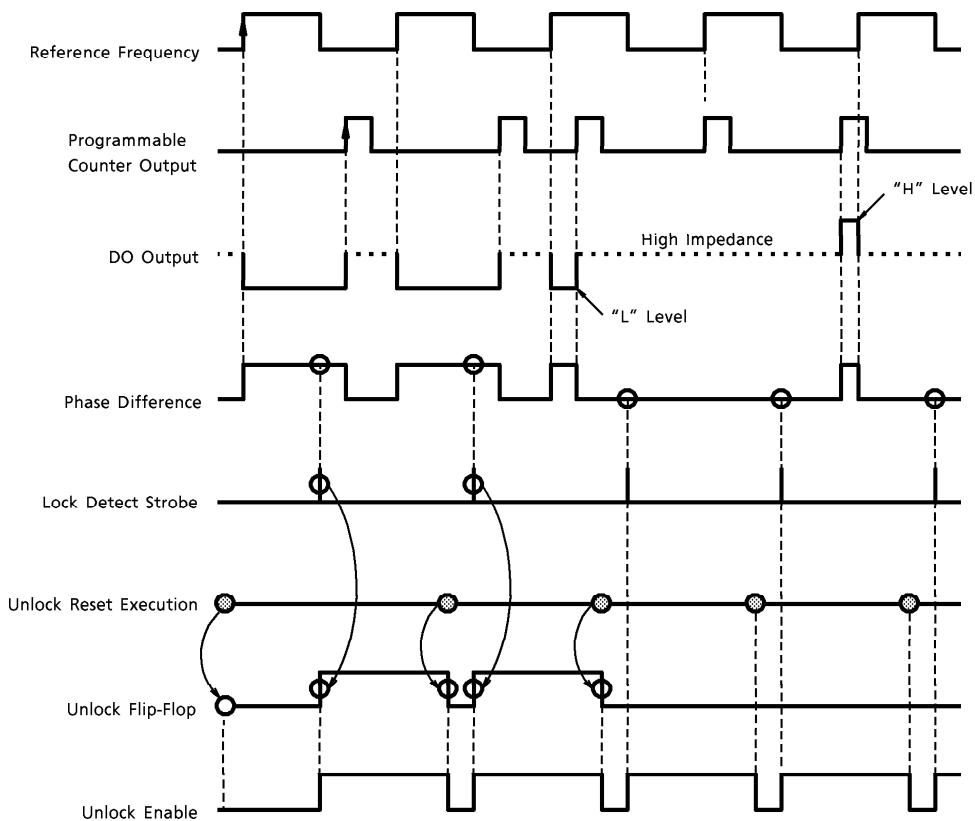 Reference Frequency
Programmable
Counter Output
"H" Level
High Impedance
DO Output
"L" Level
Phase Difference
Lock Detect Strobe
Unlock Reset Execution
Unlock Flip-Flop
Unlock Enable